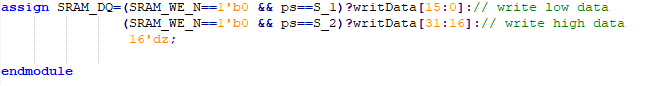 assign SRAM_DQ=(SRAM_WE_N==1'b0 && ps==S_1)?writData[15:0]:// write low data
(SRAM_WE_N==1'b0 && ps==S_2)?writData[31:16]:// write high data
16'dz;
endmodule